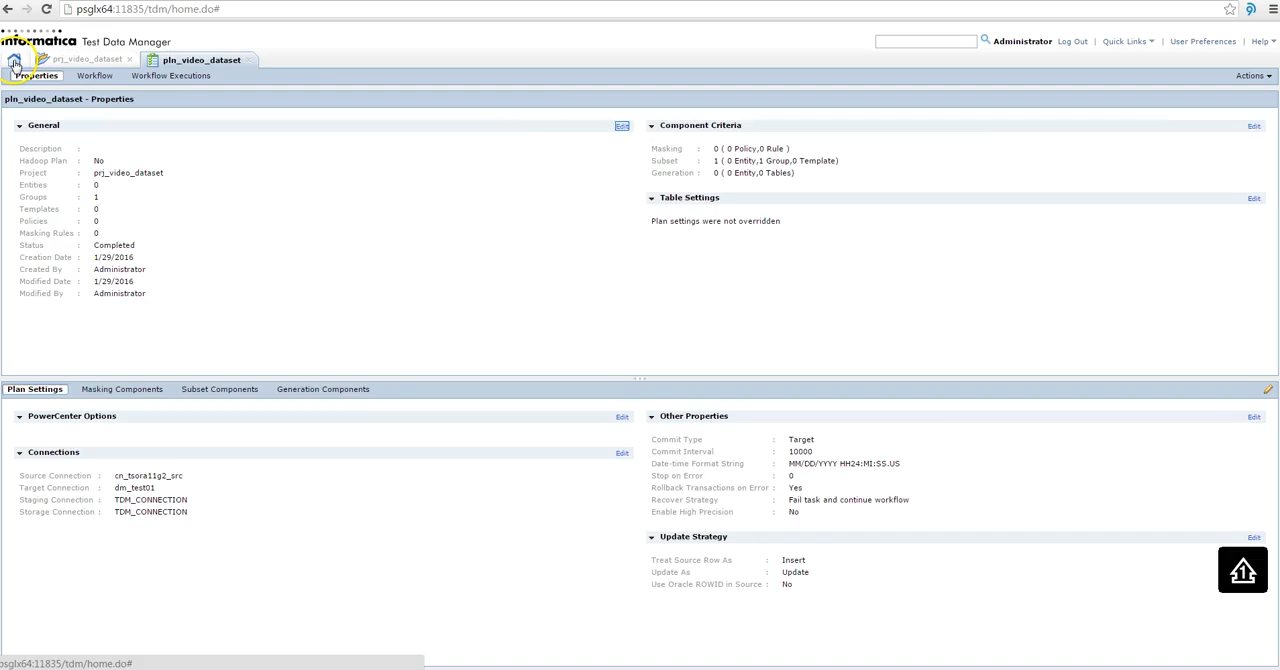 psglx64:11835/tdm/home.do#
informatica Test Data Manager
Administrator Log Out | Quick Links | User Preferences | Help
prj_video_dataset × pln_video_dataset ×
Properties Workflow Workflow Executions Actions
pln_video_dataset - Properties
General Edit
Description :
Hadoop Plan : No
Project : prj_video_dataset
Entities : 0
Groups : 1
Templates : 0
Policies : 0
Masking Rules : 0
Status : Completed
Creation Date : 1/29/2016
Created By : Administrator
Modified Date : 1/29/2016
Modified By : Administrator
Component Criteria Edit
Masking : 0 ( 0 Policy,0 Rule )
Subset : 1 ( 0 Entity,1 Group,0 Template)
Generation : 0 ( 0 Entity,0 Tables)
Table Settings Edit
Plan settings were not overridden
Plan Settings Masking Components Subset Components Generation Components
PowerCenter Options Edit
Connections Edit
Source Connection : cn_tsora11g2_src
Target Connection : dm_test01
Staging Connection : TDM_CONNECTION
Storage Connection : TDM_CONNECTION
Other Properties Edit
Commit Type : Target
Commit Interval : 10000
Date-time Format String : MM/DD/YYYY HH24:MI:SS.US
Stop on Error : 0
Rollback Transactions on Error : Yes
Recover Strategy : Fail task and continue workflow
Enable High Precision : No
Update Strategy Edit
Treat Source Row As : Insert
Update As : Update
Use Oracle ROWID in Source : No
1
psglx64:11835/tdm/home.do#